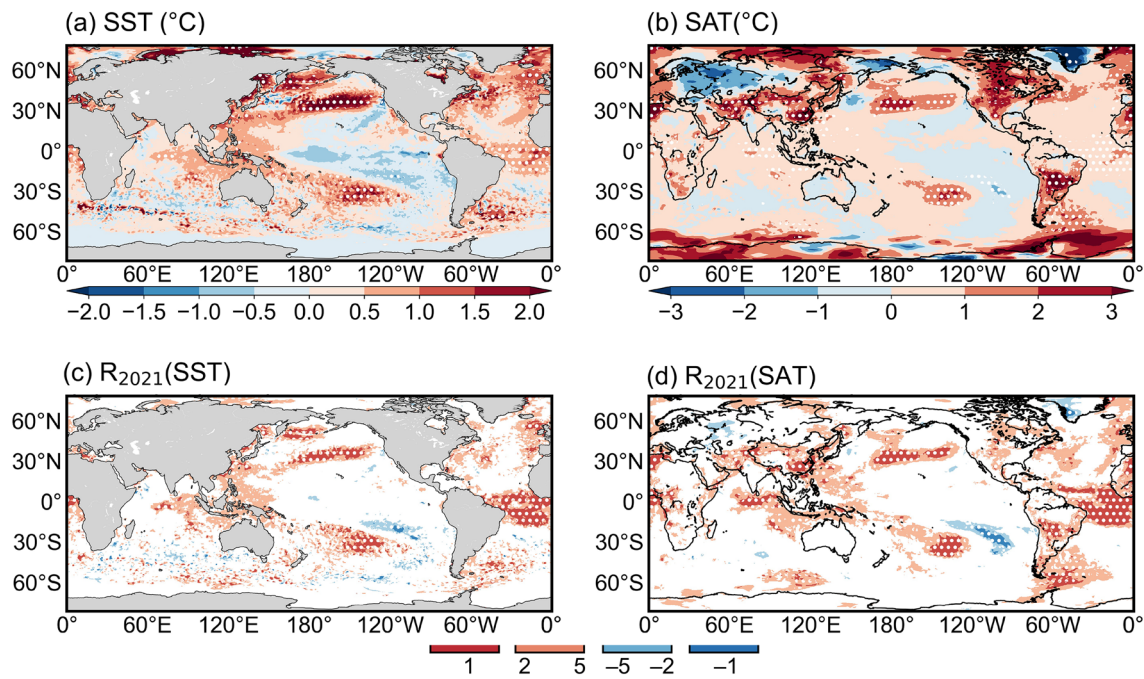 (a) SST (°C)
(b) SAT(°C)
60°N
30°N
0°
30°S
60°S
0° 60°E 120°E 180° 120°W 60°W 0°
−2.0 −1.5 −1.0 −0.5 0.0 0.5 1.0 1.5 2.0
60°N
30°N
0°
30°S
60°S
0° 60°E 120°E 180° 120°W 60°W 0°
−3 −2 −1 0 1 2 3
(c) R₂₀₂₁(SST)
(d) R₂₀₂₁(SAT)
60°N
30°N
0°
30°S
60°S
0° 60°E 120°E 180° 120°W 60°W 0°
60°N
30°N
0°
30°S
60°S
0° 60°E 120°E 180° 120°W 60°W 0°
1 2 5 −5 −2 −1